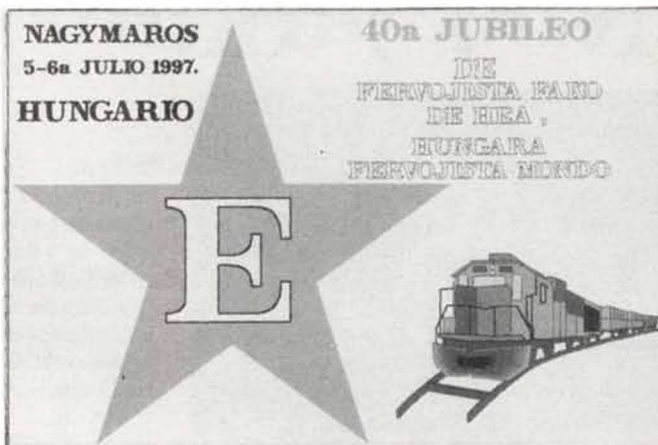 NAGYMAROS
5-6a JULIO 1997.
HUNGARIO
40a JUBILEO
DE
FERVOJISTA FAKO
DE HEA,
HUNGARA
FERVOJISTA MONDO
E